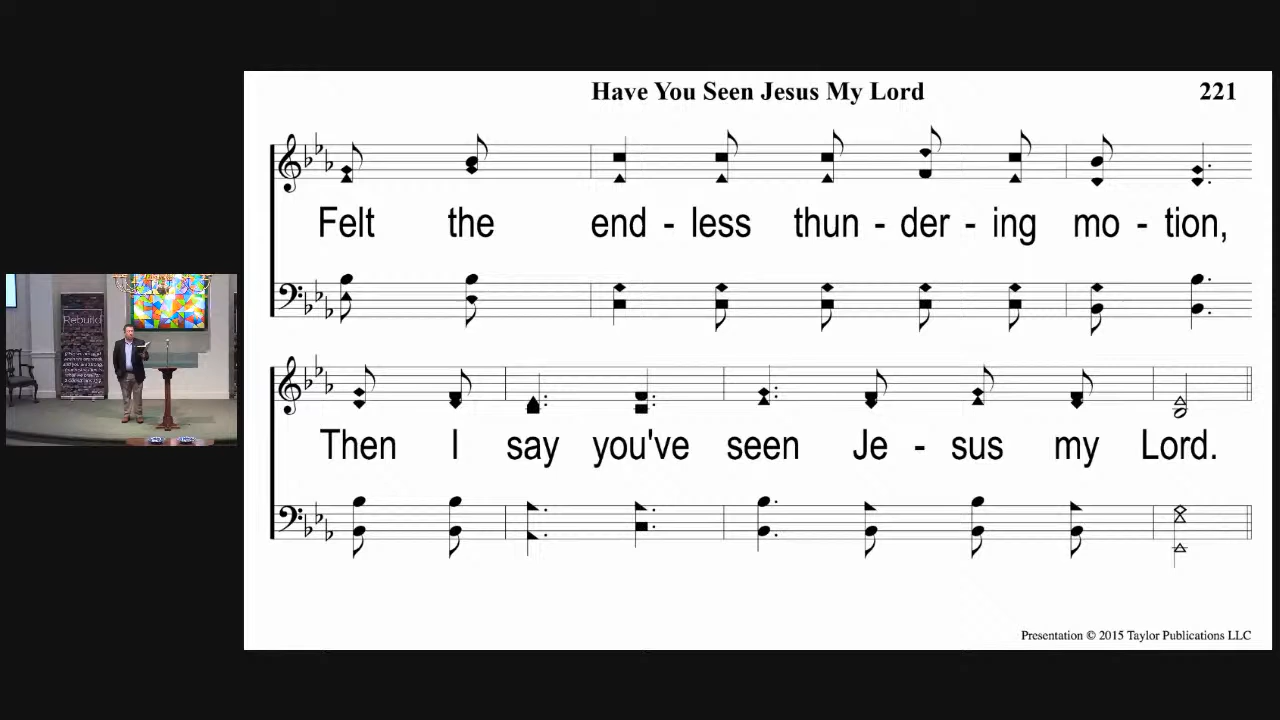 Have You Seen Jesus My Lord 221
Felt the end - less thun - der - ing mo - tion,
Then I say you've seen Je - sus my Lord.
Presentation © 2015 Taylor Publications LLC
Rebuild